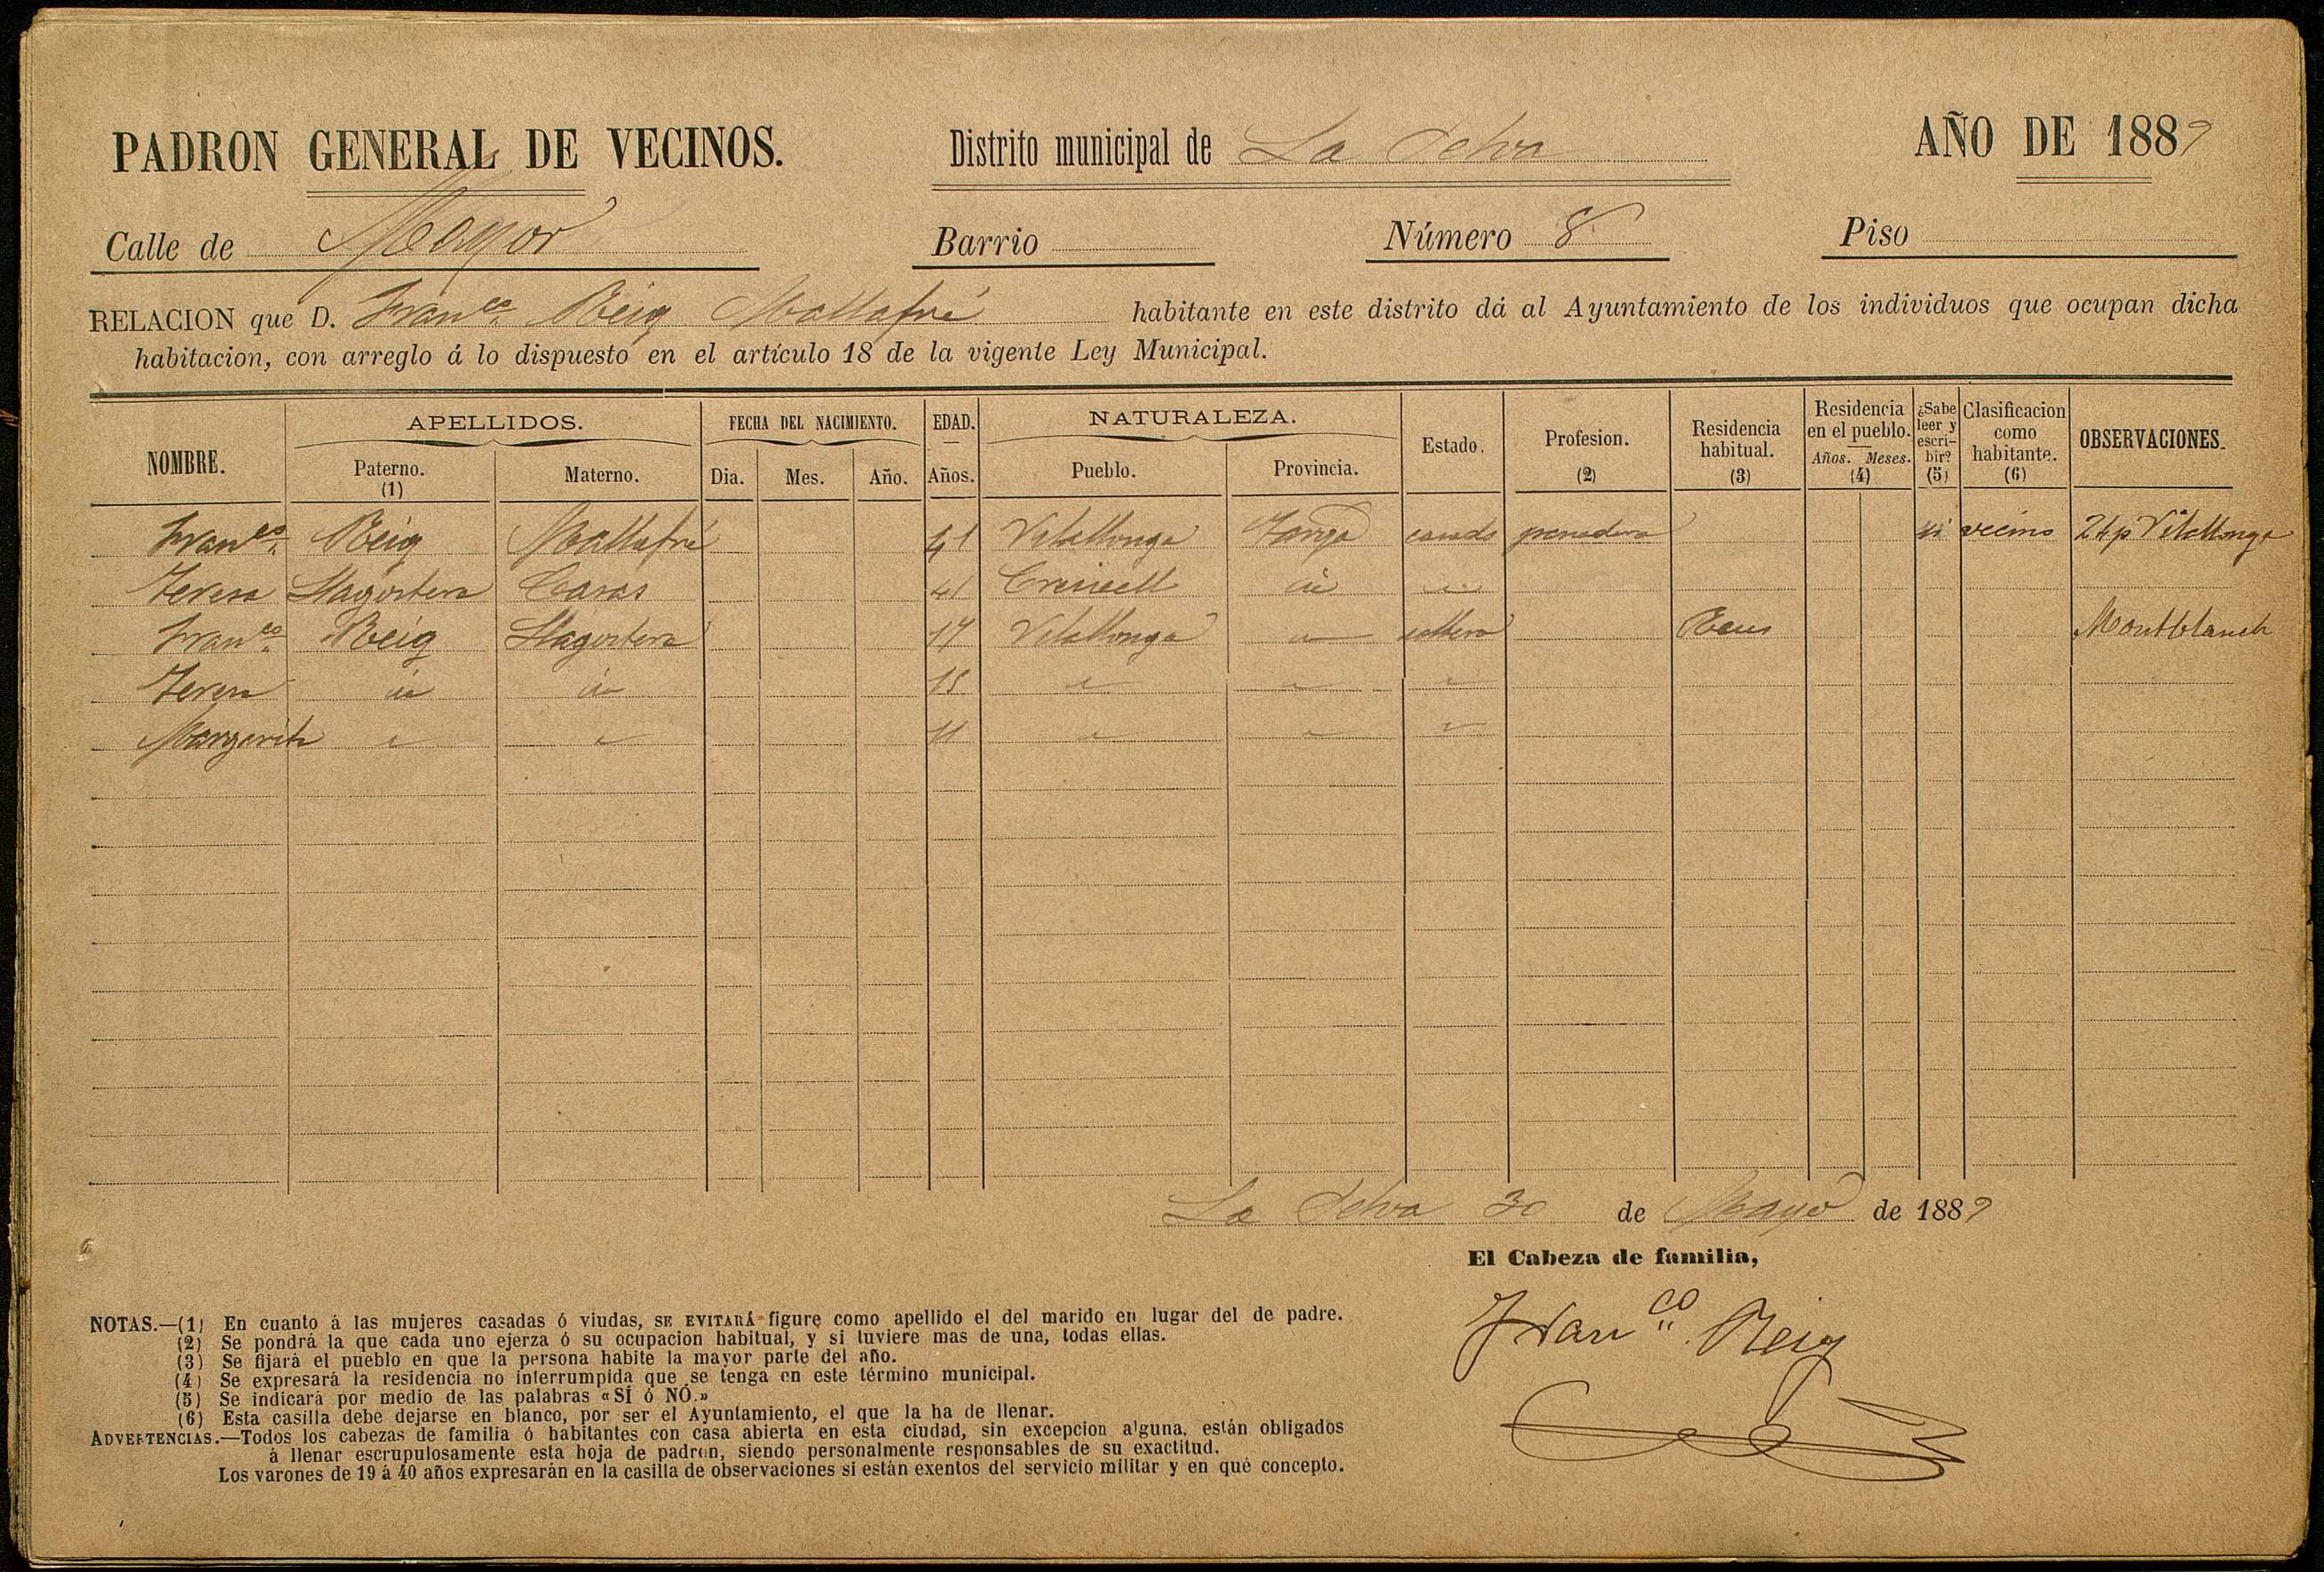 PADRON GENERAL DE VECINOS. Distrito municipal de La Selva AÑO DE 1889
Calle de Mayor Barrio Número 8 Piso
RELACION que D. Franco. Reig Mallafré habitante en este distrito dá al Ayuntamiento de los individuos que ocupan dicha
habitacion, con arreglo á lo dispuesto en el artículo 18 de la vigente Ley Municipal.
NOMBRE. APELLIDOS. Paterno. (1) Materno. FECHA DEL NACIMIENTO. Dia. Mes. Año. EDAD. Años. NATURALEZA. Pueblo. Provincia. Estado. Profesion. (2) Residencia habitual. (3) Residencia en el pueblo. Años. Meses. (4) ¿Sabe leer y escribir? (5) Clasificacion como habitante. (6) OBSERVACIONES.
Franco. Reig Mallafré 41 Vilallonga Tarrga casado panadero si vecino 2 hp Vilallonga
Teresa Llagostera Casas 41 id "
Franco. Reig Llagostera 17 Vilallonga " soltero Reus Montblanch
Teresa id id 15 " " "
Margarita " " 11 " " "
La Selva 30 de Mayo de 1889
El Cabeza de familia,
Franco. Reig
NOTAS.—(1) En cuanto á las mujeres casadas ó viudas, SE EVITARÁ figure como apellido el del marido en lugar del de padre.
(2) Se pondrá la que cada uno ejerza ó su ocupacion habitual, y si tuviere mas de una, todas ellas.
(3) Se fijará el pueblo en que la persona habite la mayor parte del año.
(4) Se expresará la residencia no interrumpida que se tenga en este término municipal.
(5) Se indicará por medio de las palabras «SÍ ó NÓ.»
(6) Esta casilla debe dejarse en blanco, por ser el Ayuntamiento, el que la ha de llenar.
ADVERTENCIAS.—Todos los cabezas de familia ó habitantes con casa abierta en esta ciudad, sin excepcion alguna, están obligados
á llenar escrupulosamente esta hoja de padron, siendo personalmente responsables de su exactitud.
Los varones de 19 á 40 años expresarán en la casilla de observaciones si están exentos del servicio militar y en qué concepto.